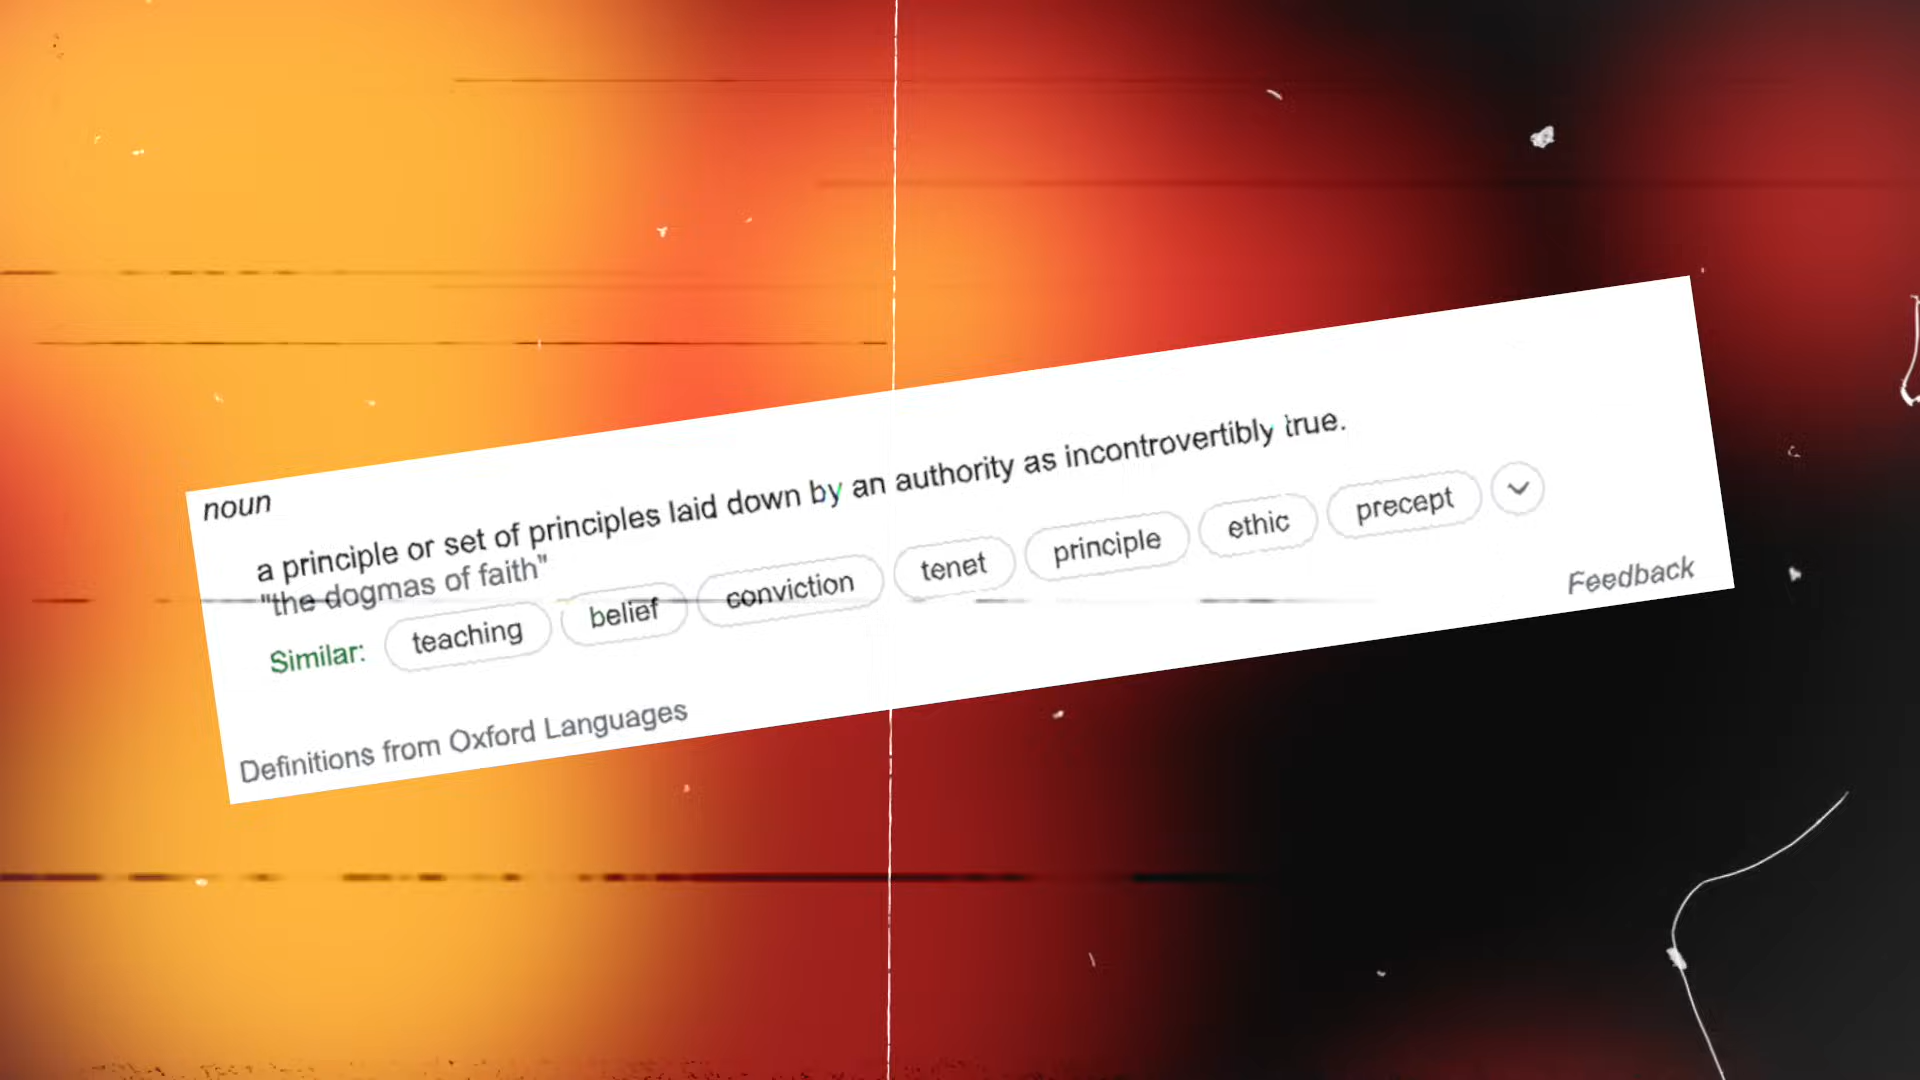 noun
a principle or set of principles laid down by an authority as incontrovertibly true.
"the dogmas of faith"
Similar: teaching belief conviction tenet principle ethic precept
Feedback
Definitions from Oxford Languages